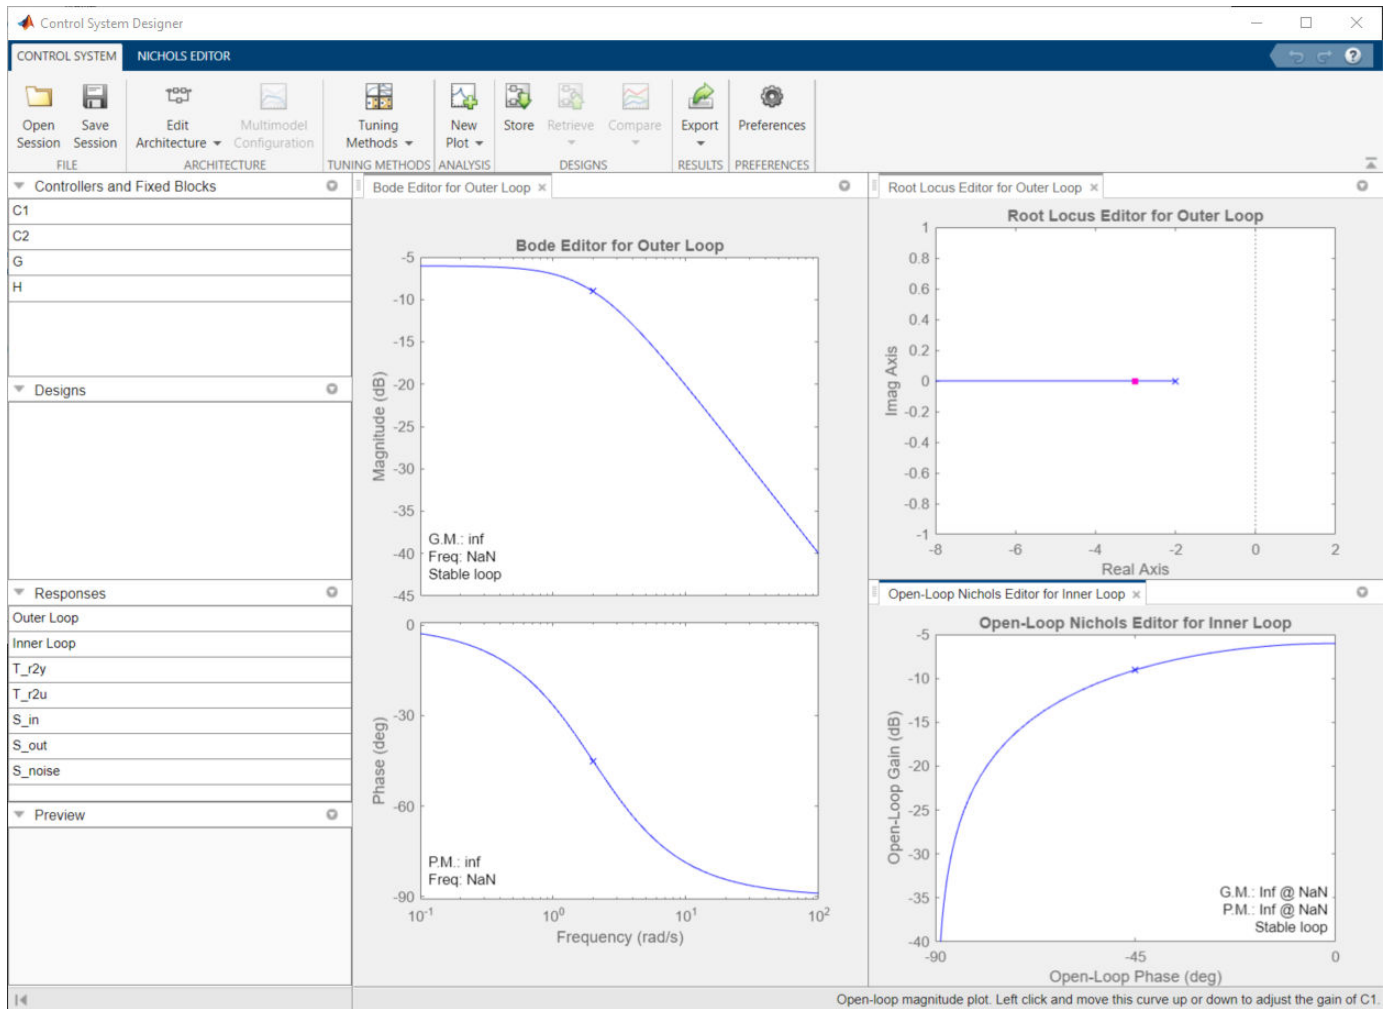 Control System Designer
CONTROL SYSTEM
NICHOLS EDITOR
?
Open
Session
Save
Session
Edit
Architecture
Multimodel
Configuration
Tuning
Methods
New
Plot
Store
Retrieve
Compare
Export
Preferences
FILE
ARCHITECTURE
TUNING METHODS
ANALYSIS
DESIGNS
RESULTS
PREFERENCES
Controllers and Fixed Blocks
C1
C2
G
H
Designs
Responses
Outer Loop
Inner Loop
T_r2y
T_r2u
S_in
S_out
S_noise
Preview
Bode Editor for Outer Loop
Bode Editor for Outer Loop
Magnitude (dB)
-5
-10
-15
-20
-25
-30
-35
-40
-45
G.M.: inf
Freq: NaN
Stable loop
Phase (deg)
0
-30
-60
-90
P.M.: inf
Freq: NaN
10^-1
10^0
10^1
10^2
Frequency (rad/s)
Root Locus Editor for Outer Loop
Root Locus Editor for Outer Loop
Imag Axis
1
0.8
0.6
0.4
0.2
0
-0.2
-0.4
-0.6
-0.8
-1
-8
-6
-4
-2
0
2
Real Axis
Open-Loop Nichols Editor for Inner Loop
Open-Loop Nichols Editor for Inner Loop
Open-Loop Gain (dB)
-5
-10
-15
-20
-25
-30
-35
-40
G.M.: Inf @ NaN
P.M.: Inf @ NaN
Stable loop
-90
-45
0
Open-Loop Phase (deg)
Open-loop magnitude plot. Left click and move this curve up or down to adjust the gain of C1.